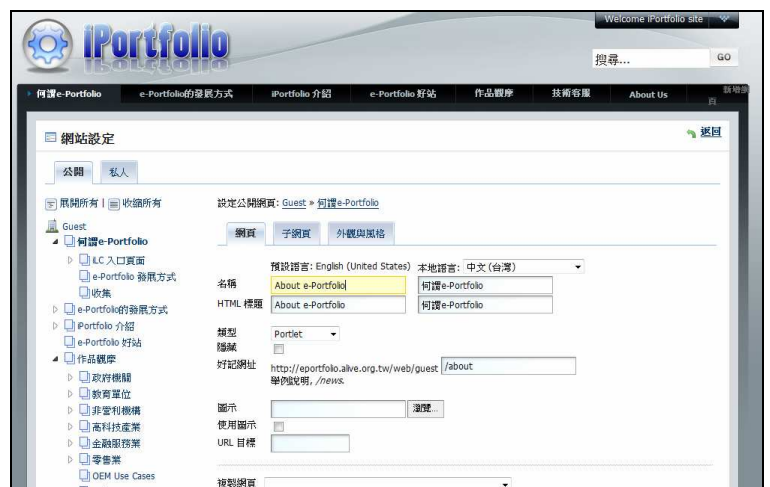 Welcome iPortfolio site
iPortfolio
搜尋... GO
何謂e-Portfolio e-Portfolio的發展方式 iPortfolio 介紹 e-Portfolio 好站 作品觀摩 技術客服 About Us 新增網頁
網站設定 返回
公開 私人
展開所有 | 收縮所有 設定公開網頁: Guest » 何謂e-Portfolio
Guest 網頁 子網頁 外觀與風格
何謂e-Portfolio
iLC 入口頁面 預設語言: English (United States) 本地語言: 中文 (台灣)
e-Portfolio 發展方式 名稱 About e-Portfolio 何謂e-Portfolio
收集 HTML 標題 About e-Portfolio 何謂e-Portfolio
e-Portfolio的發展方式
iPortfolio 介紹 類型 Portlet
e-Portfolio 好站 隱藏
作品觀摩 好記網址 http://eportfolio.alive.org.tw/web/guest /about
政府機關 舉例說明, /news.
教育單位
非營利機構 圖示 瀏覽...
高科技產業 使用圖示
金融服務業 URL 目標
零售業
OEM Use Cases 複製網頁